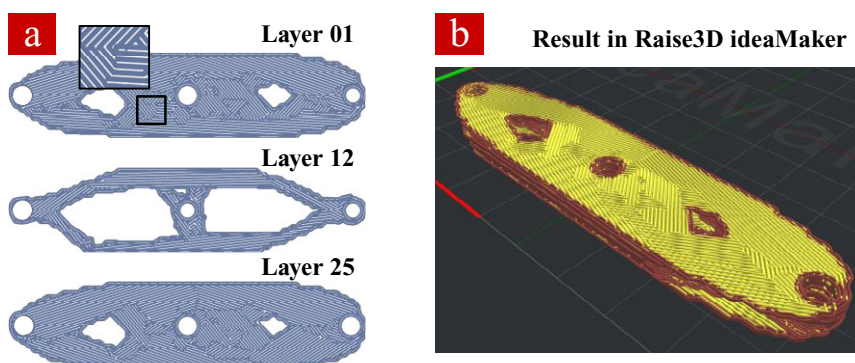 a
Layer 01
Layer 12
Layer 25
b
Result in Raise3D ideaMaker